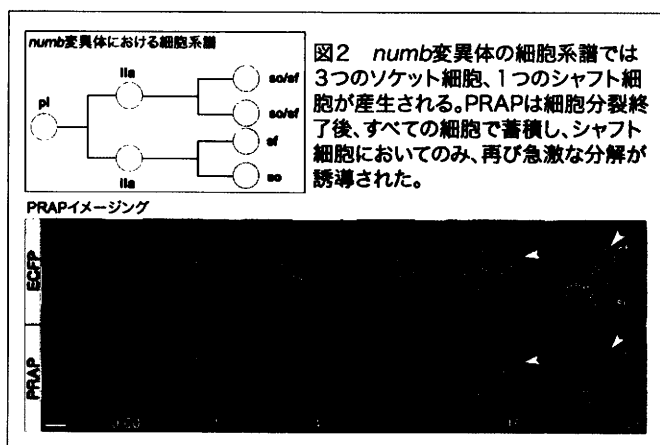 numb変異体における細胞系譜
pI
IIa
IIa
so/sf
so/sf
sf
so
図2 numb変異体の細胞系譜では
3つのソケット細胞、1つのシャフト細
胞が産生される。PRAPは細胞分裂終
了後、すべての細胞で蓄積し、シャフト
細胞においてのみ、再び急激な分解が
誘導された。
PRAPイメージング
ECFP
PRAP